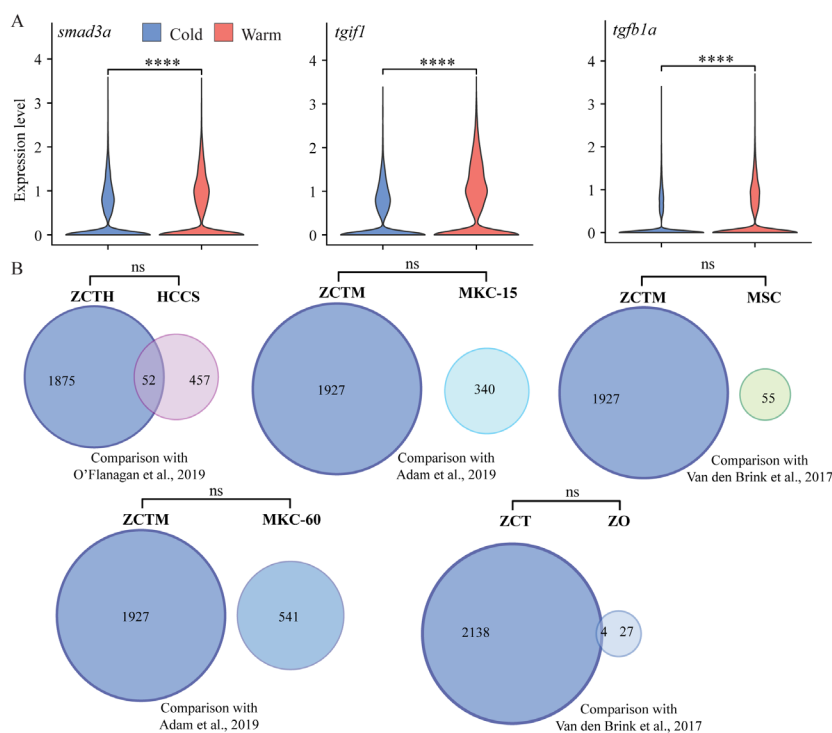 A
smad3a
Cold
Warm
tgif1
tgfb1a
Expression level
4
3
2
1
0
****
4
3
2
1
0
****
4
3
2
1
0
****
B
ns
ZCTH HCCS
1875 52 457
Comparison with
O'Flanagan et al., 2019
ns
ZCTM MKC-15
1927 340
Comparison with
Adam et al., 2019
ns
ZCTM MSC
1927 55
Comparison with
Van den Brink et al., 2017
ns
ZCTM MKC-60
1927 541
Comparison with
Adam et al., 2019
ns
ZCT ZO
2138 4 27
Comparison with
Van den Brink et al., 2017